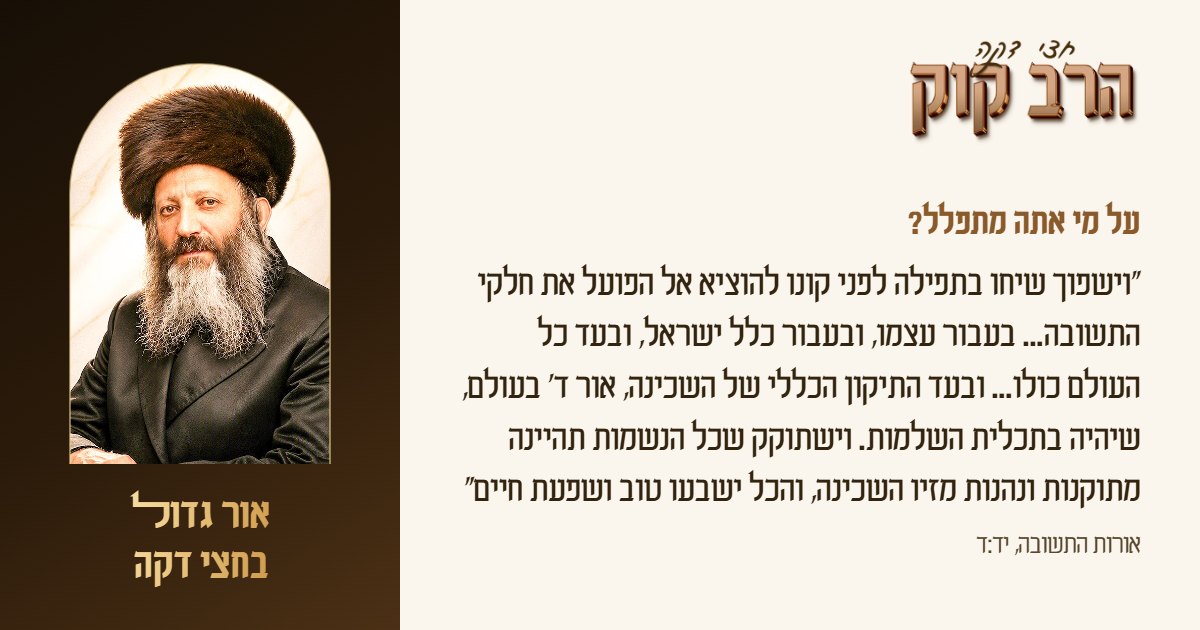 חצי דקה
הרב קוק
על מי אתה מתפלל?
"וישפוך שיחו בתפילה לפני קונו להוציא אל הפועל את חלקי
התשובה... בעבור עצמו, ובעבור כלל ישראל, ובעד כל
העולם כולו... ובעד התיקון הכללי של השכינה, אור ד' בעולם,
שיהיה בתכלית השלמות. וישתוקק שכל הנשמות תהיינה
מתוקנות ונהנות מזיו השכינה, והכל ישבעו טוב ושפעת חיים"
אורות התשובה, יד:ד
אור גדול
בחצי דקה